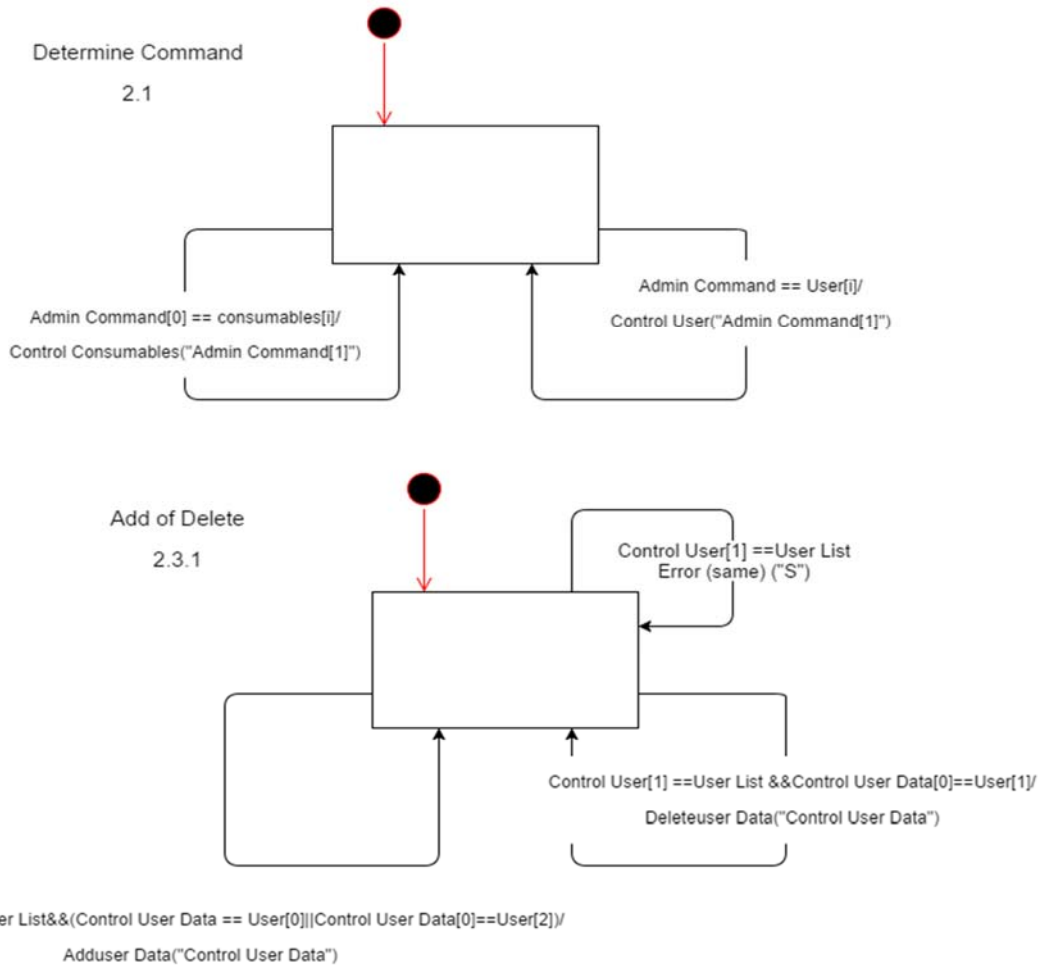 Determine Command
2.1
Admin Command[0] == consumables[i]/
Control Consumables("Admin Command[1]")
Admin Command == User[i]/
Control User("Admin Command[1]")
Add of Delete
2.3.1
Control User[1] ==User List
Error (same) ("S")
Control User[1] ==User List &&Control User Data[0]==User[1]/
Deleteuser Data("Control User Data")
List&&(Control User Data == User[0]||Control User Data[0]==User[2])/
Adduser Data("Control User Data")